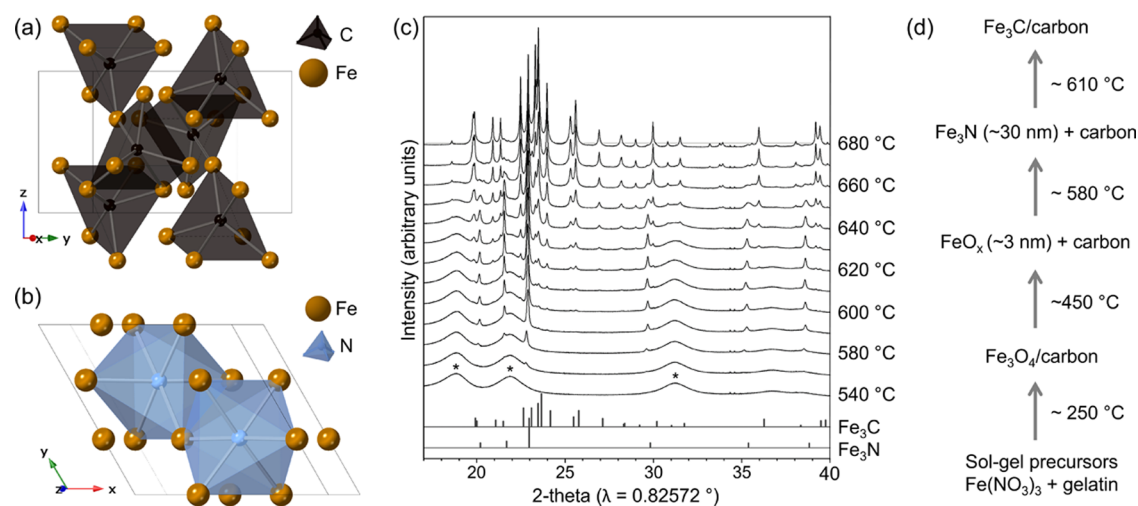 (a)
C
Fe
z
x
y
(b)
Fe
N
y
z
x
(c)
Intensity (arbitrary units)
680 °C
660 °C
640 °C
620 °C
600 °C
580 °C
540 °C
* * *
Fe₃C
Fe₃N
20 25 30 35 40
2-theta (λ = 0.82572 °)
(d)
Fe₃C/carbon
~ 610 °C
Fe₃N (~30 nm) + carbon
~ 580 °C
FeOₓ (~3 nm) + carbon
~450 °C
Fe₃O₄/carbon
~ 250 °C
Sol-gel precursors
Fe(NO₃)₃ + gelatin